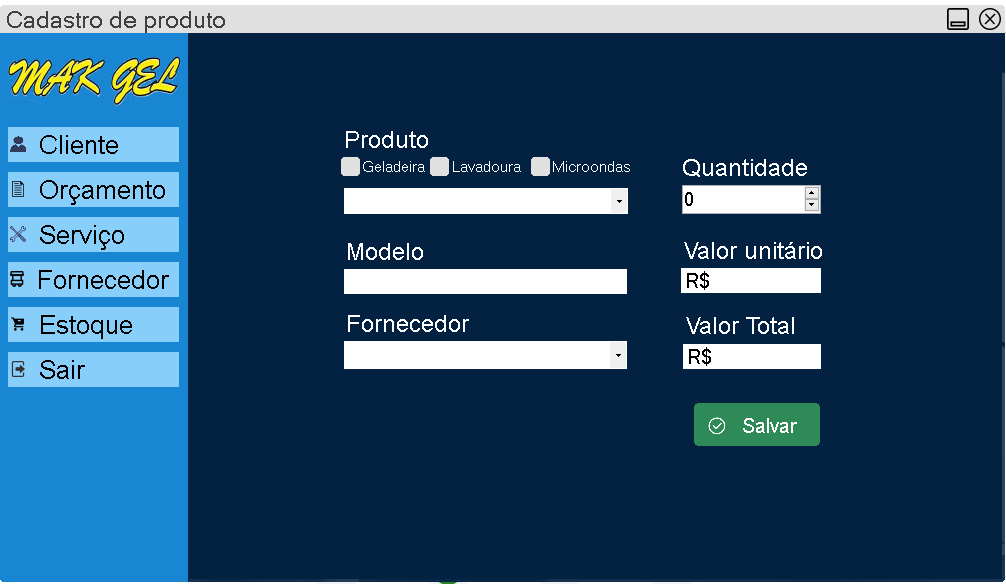 Cadastro de produto
MAK GEL
Cliente
Orçamento
Serviço
Fornecedor
Estoque
Sair
Produto
Geladeira Lavadoura Microondas
Modelo
Fornecedor
Quantidade
0
Valor unitário
R$
Valor Total
R$
Salvar